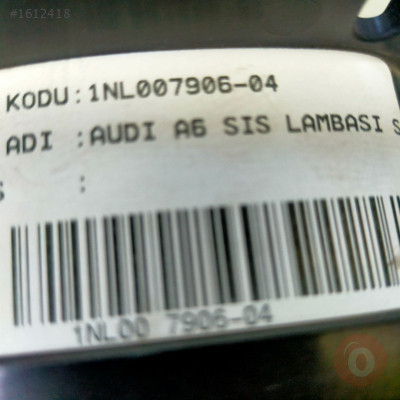 #1612418
KODU:1NL007906-04
ADI :AUDI A6 SIS LAMBASI S
S :
1NL00 7906-04